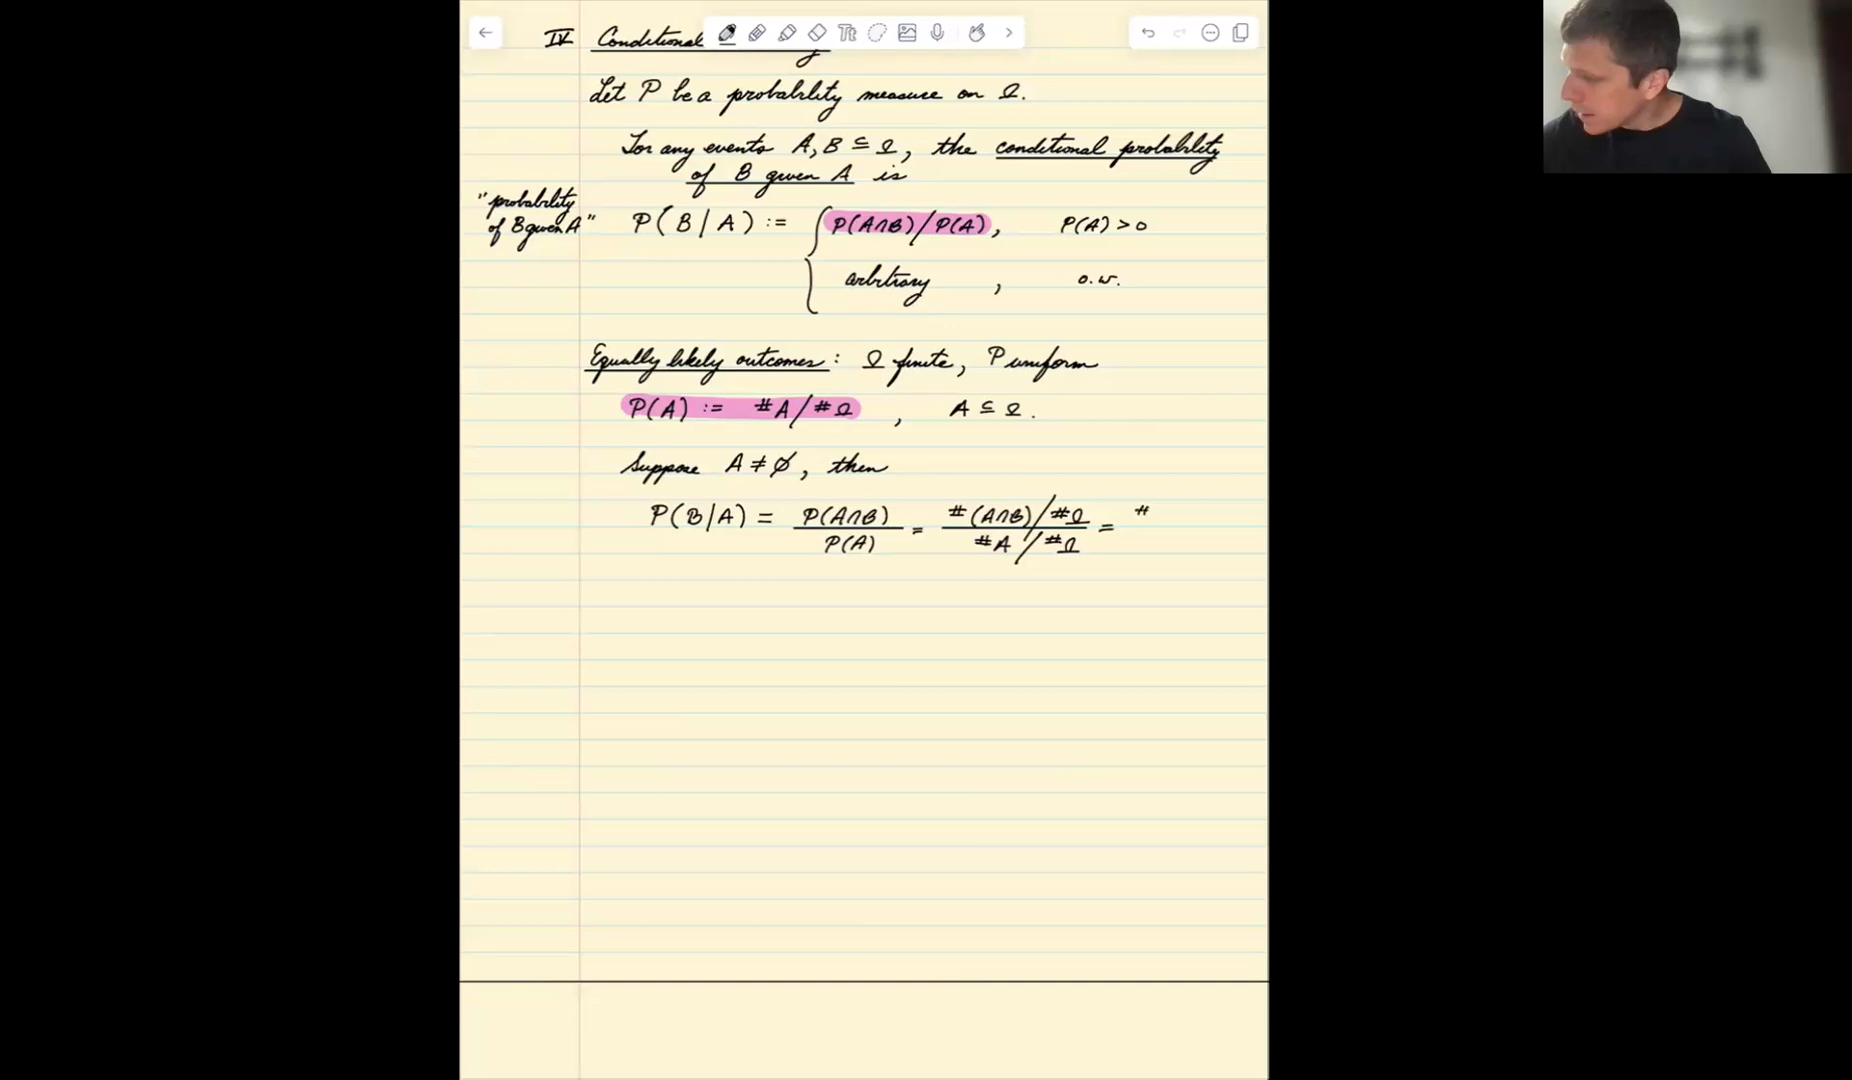 IV Conditional
Let P be a probability measure on Ω.
For any events A, B ⊆ Ω, the conditional probability
of B given A is
"probability
of B given A"
P(B|A) := { P(A∩B)/P(A), P(A) > 0
arbitrary , o.w.
Equally likely outcomes: Ω finite, P uniform
P(A) := #A/#Ω , A ⊆ Ω.
Suppose A ≠ ∅, then
P(B|A) = P(A∩B) / P(A) = #(A∩B)/#Ω / #A/#Ω = #